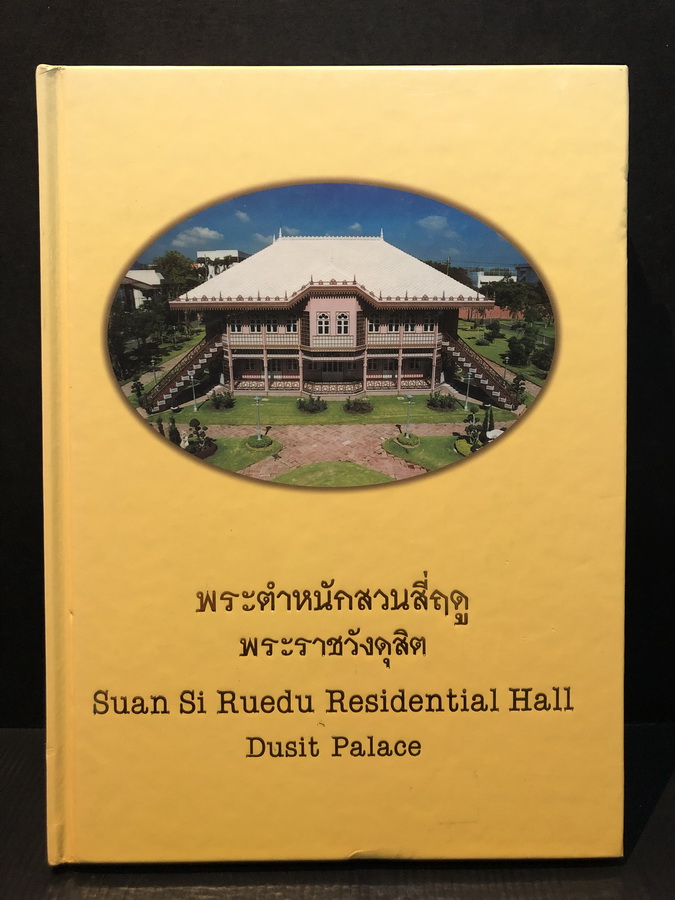 พระตำหนักสวนสี่ฤดู
พระราชวังดุสิต
Suan Si Ruedu Residential Hall
Dusit Palace